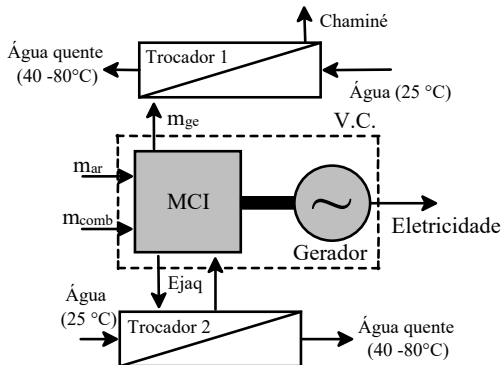 Chaminé
Água quente
(40 -80°C)
Trocador 1
Água (25 °C)
mge
V.C.
mar
mcomb
MCI
Gerador
Eletricidade
Ejaq
Água
(25 °C)
Trocador 2
Água quente
(40 -80°C)